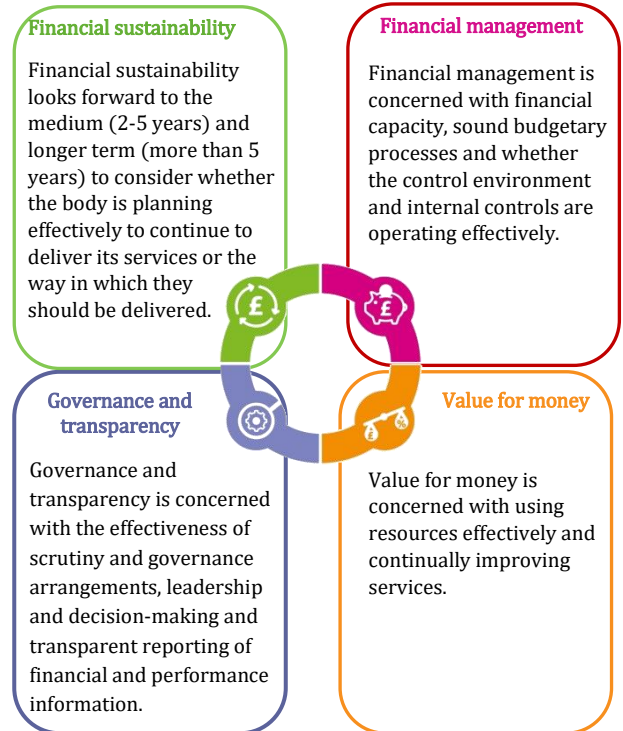 Financial sustainability
Financial sustainability
looks forward to the
medium (2-5 years) and
longer term (more than 5
years) to consider whether
the body is planning
effectively to continue to
deliver its services or the
way in which they
should be delivered.
Financial management
Financial management is
concerned with financial
capacity, sound budgetary
processes and whether
the control environment
and internal controls are
operating effectively.
£
£
Governance and
transparency
Governance and
transparency is concerned
with the effectiveness of
scrutiny and governance
arrangements, leadership
and decision-making and
transparent reporting of
financial and performance
information.
Value for money
£
%
Value for money is
concerned with using
resources effectively and
continually improving
services.